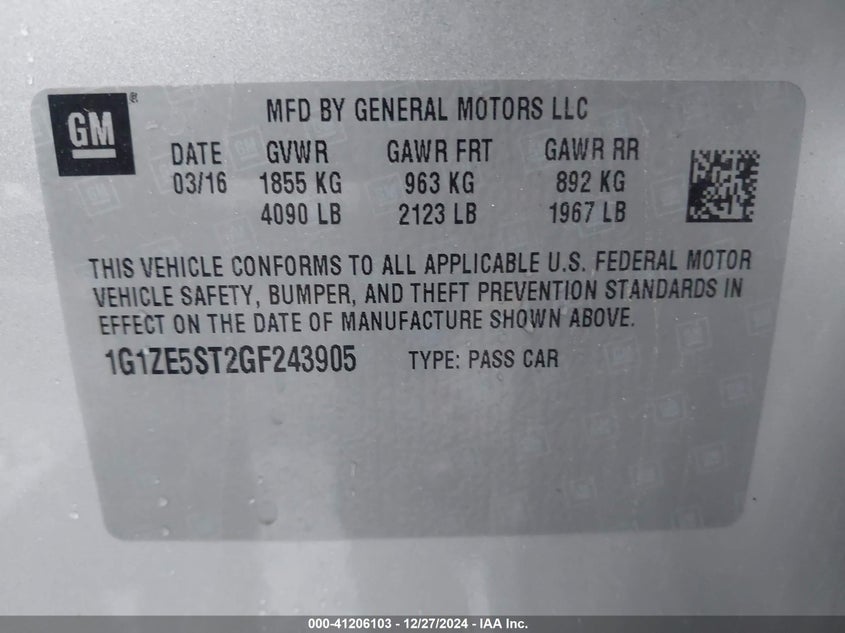 GM ®
MFD BY GENERAL MOTORS LLC
DATE GVWR GAWR FRT GAWR RR
03/16 1855 KG 963 KG 892 KG
4090 LB 2123 LB 1967 LB
THIS VEHICLE CONFORMS TO ALL APPLICABLE U.S. FEDERAL MOTOR
VEHICLE SAFETY, BUMPER, AND THEFT PREVENTION STANDARDS IN
EFFECT ON THE DATE OF MANUFACTURE SHOWN ABOVE.
1G1ZE5ST2GF243905 TYPE: PASS CAR
000-41206103 - 12/27/2024 - IAA Inc.